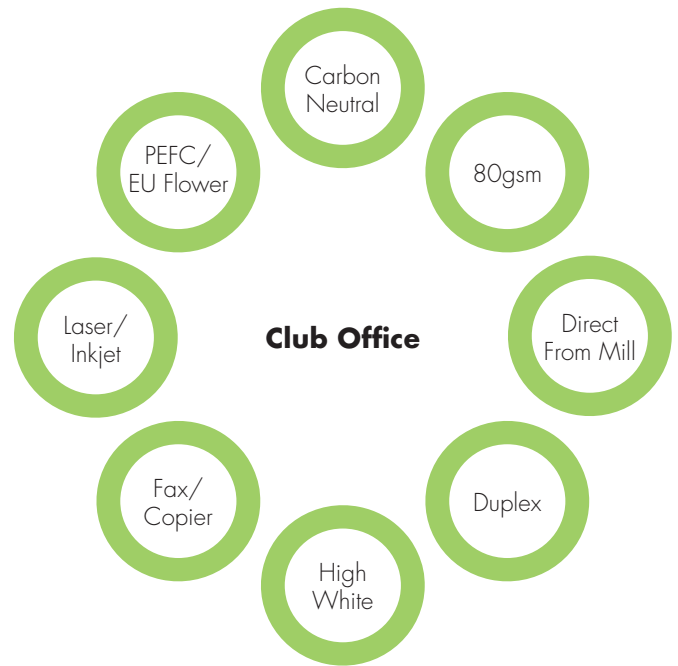 Carbon
Neutral
PEFC/
EU Flower
80gsm
Laser/
Inkjet
Club Office
Direct
From Mill
Fax/
Copier
Duplex
High
White